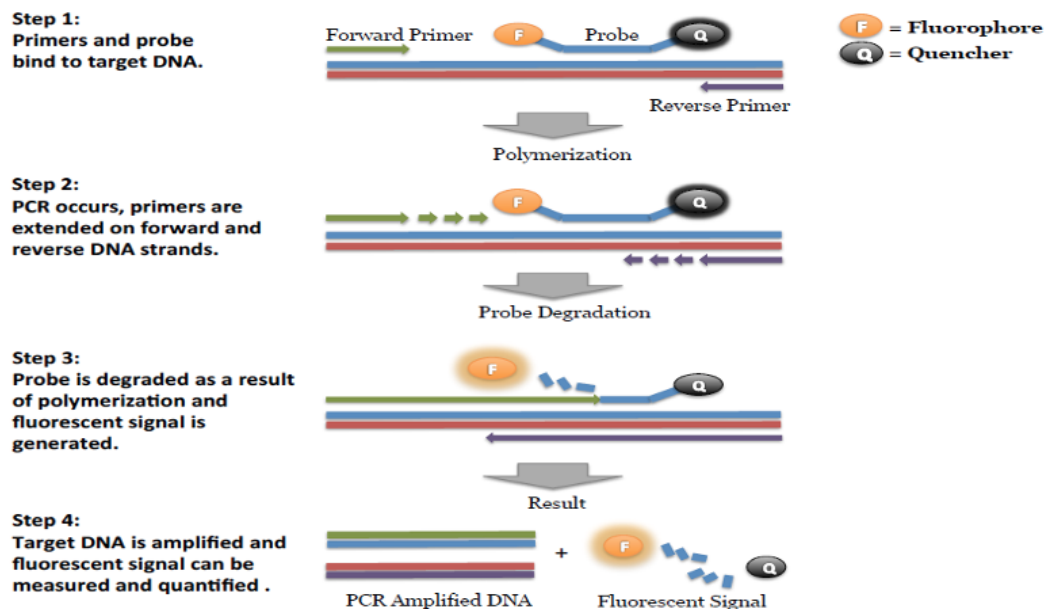 Step 1:
Primers and probe
bind to target DNA.
Forward Primer
F
Probe
Q
F = Fluorophore
Q = Quencher
Reverse Primer
Polymerization
Step 2:
PCR occurs, primers are
extended on forward and
reverse DNA strands.
F
Q
Probe Degradation
Step 3:
Probe is degraded as a result
of polymerization and
fluorescent signal is
generated.
F
Q
Result
Step 4:
Target DNA is amplified and
fluorescent signal can be
measured and quantified .
+
F
Q
PCR Amplified DNA
Fluorescent Signal